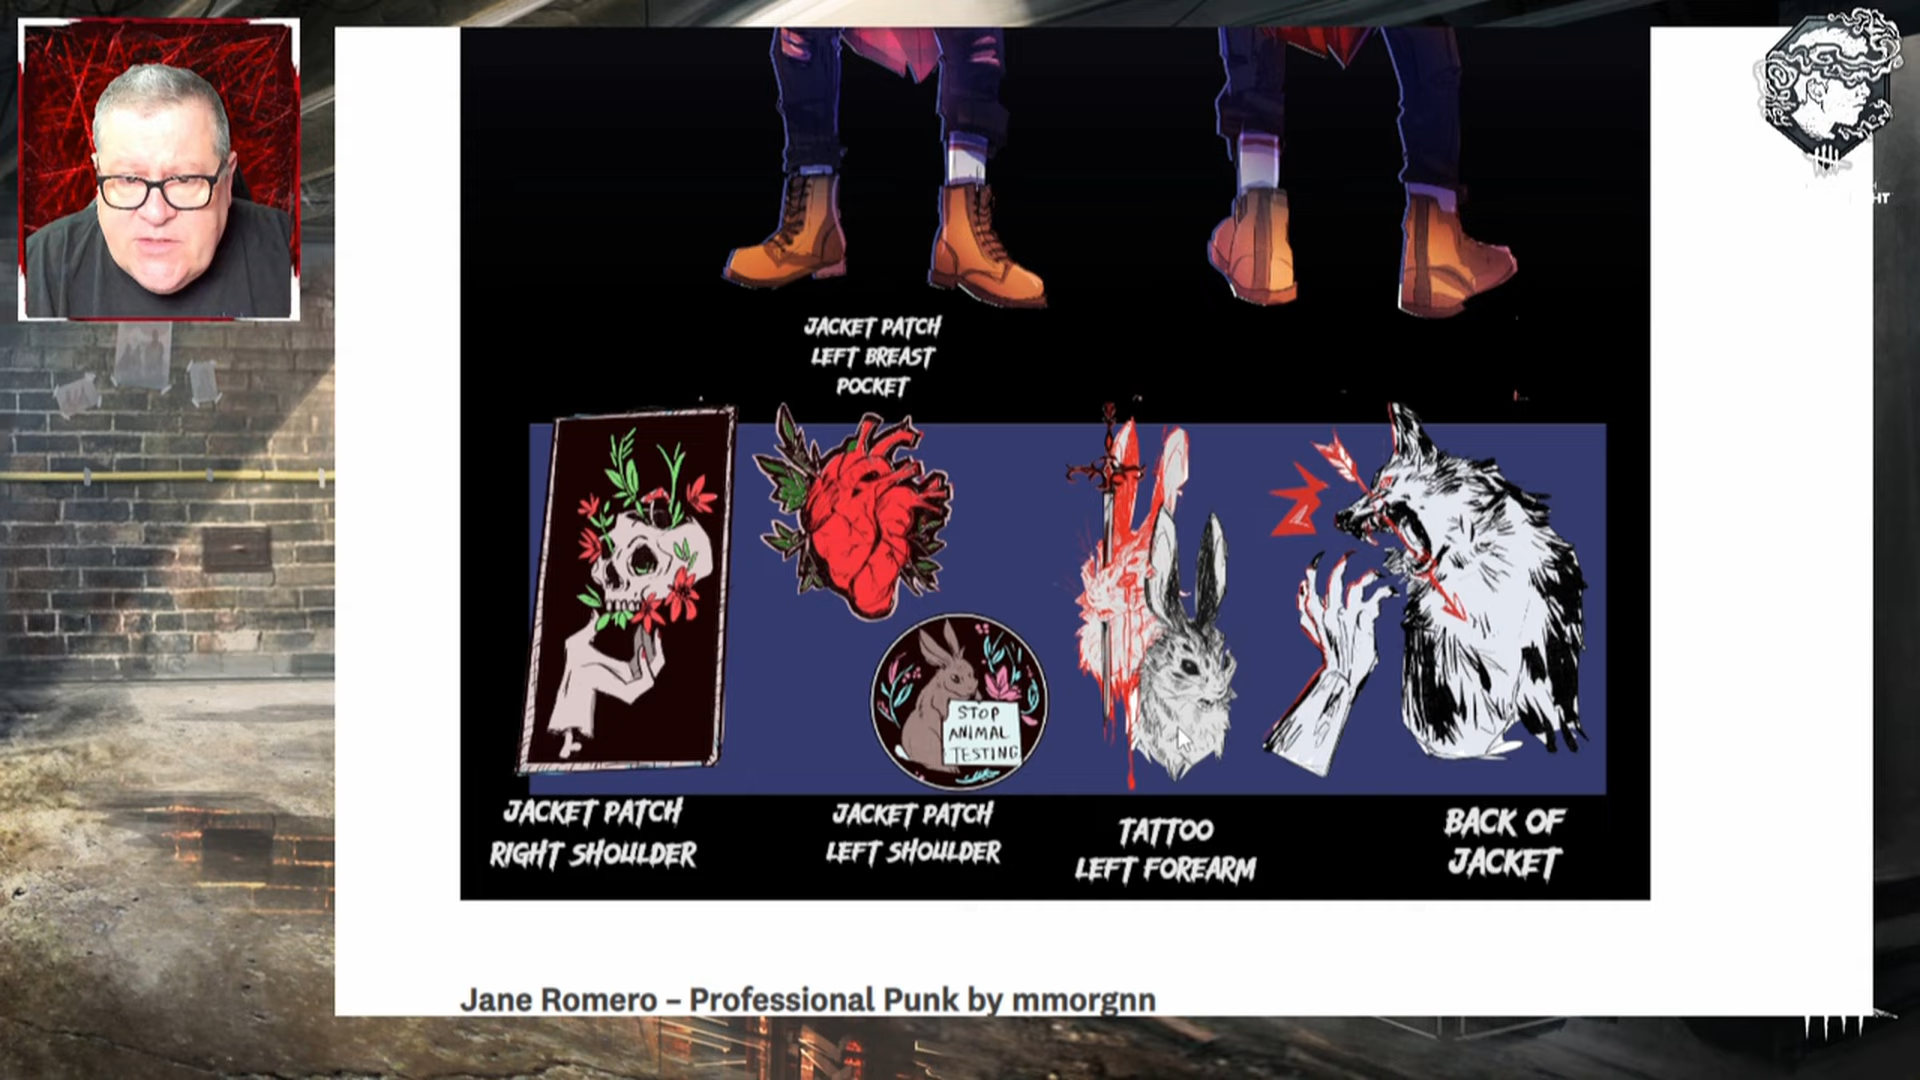 JACKET PATCH
LEFT BREAST
POCKET
STOP
ANIMAL
TESTING
JACKET PATCH
RIGHT SHOULDER
JACKET PATCH
LEFT SHOULDER
TATTOO
LEFT FOREARM
BACK OF
JACKET
Jane Romero – Professional Punk by mmorgnn